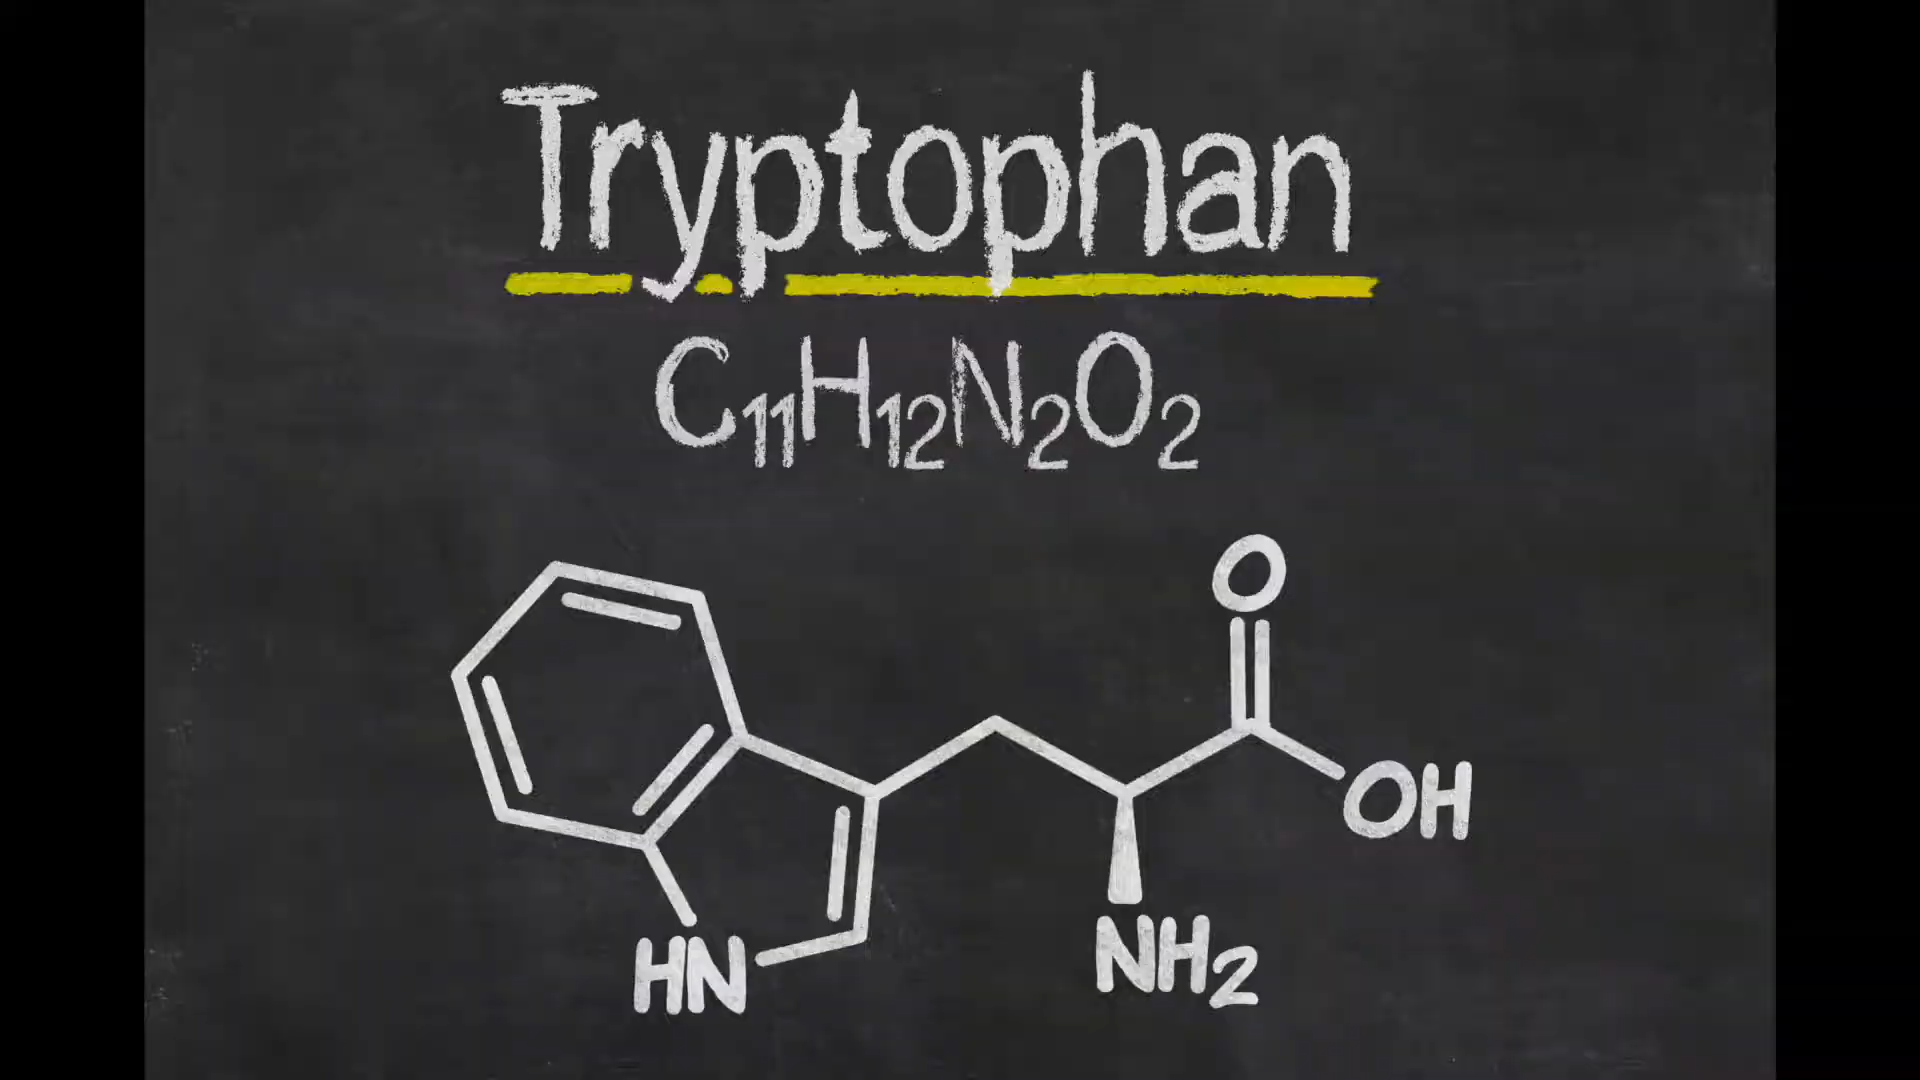 Tryptophan
C₁₁H₁₂N₂O₂
O
OH
HN
NH₂